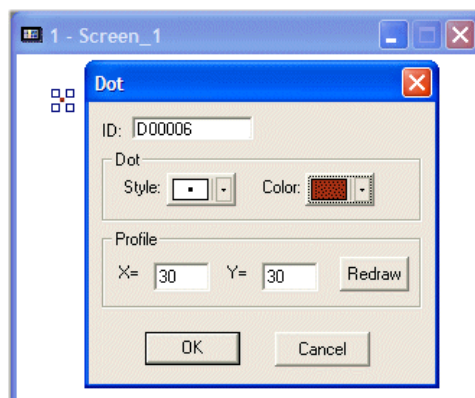 1 - Screen_1
Dot
ID: D00006
Dot
Style: Color:
Profile
X= 30 Y= 30 Redraw
OK Cancel